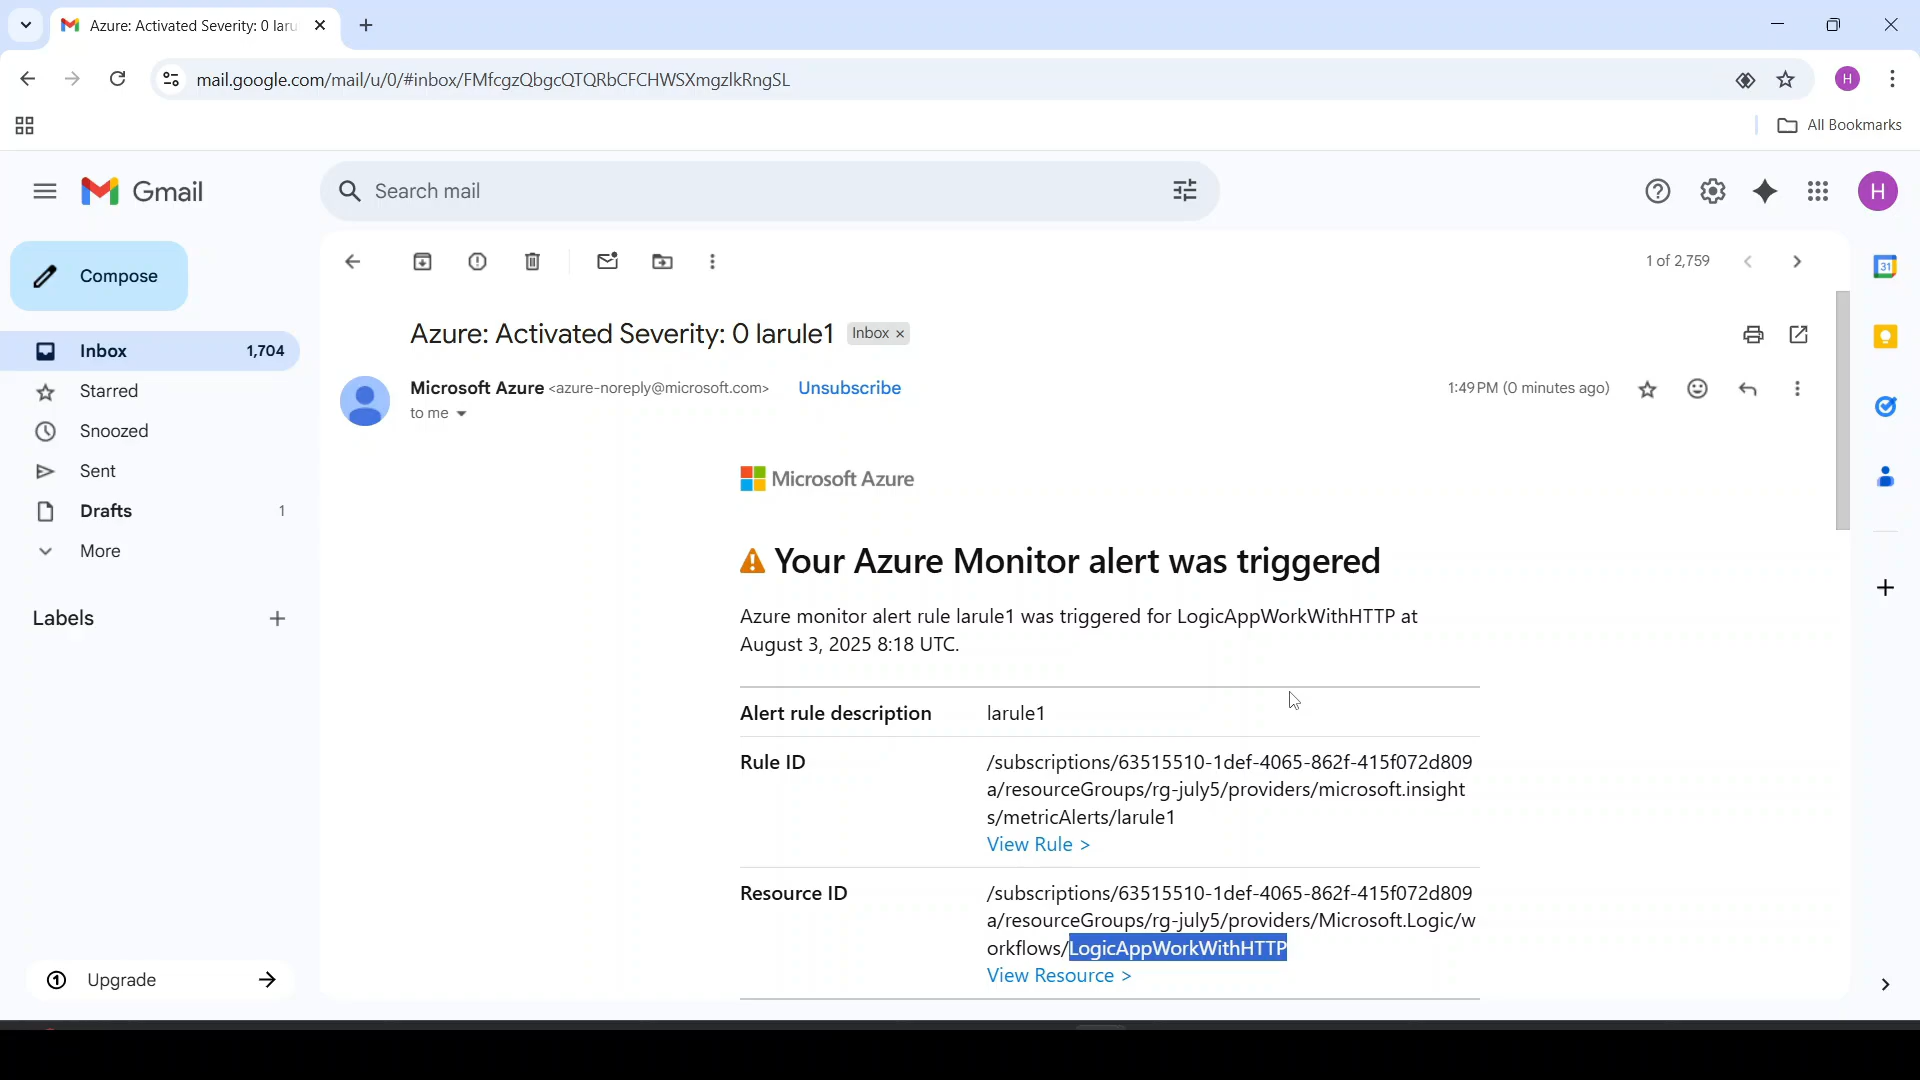 Azure: Activated Severity: 0 laru
mail.google.com/mail/u/0/#inbox/FMfcgzQbgcQTQRbCFCHWSXmgzlkRngSL
H
All Bookmarks
Gmail
Search mail
H
Compose
1 of 2,759
31
Inbox 1,704
Starred
Snoozed
Sent
Drafts 1
More
Labels
Upgrade
Azure: Activated Severity: 0 larule1 Inbox
Microsoft Azure <azure-noreply@microsoft.com> Unsubscribe 1:49 PM (0 minutes ago)
to me
Microsoft Azure
Your Azure Monitor alert was triggered
Azure monitor alert rule larule1 was triggered for LogicAppWorkWithHTTP at
August 3, 2025 8:18 UTC.
Alert rule description larule1
Rule ID /subscriptions/63515510-1def-4065-862f-415f072d809
a/resourceGroups/rg-july5/providers/microsoft.insight
s/metricAlerts/larule1
View Rule >
Resource ID /subscriptions/63515510-1def-4065-862f-415f072d809
a/resourceGroups/rg-july5/providers/Microsoft.Logic/w
orkflows/LogicAppWorkWithHTTP
View Resource >